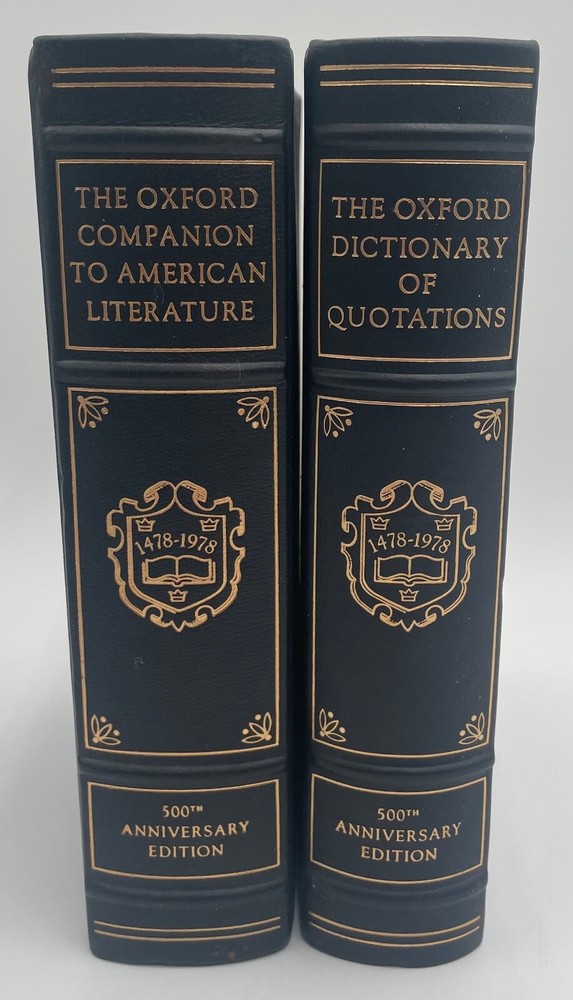 THE OXFORD
COMPANION
TO AMERICAN
LITERATURE
1478-1978
500TH
ANNIVERSARY
EDITION
THE OXFORD
DICTIONARY
OF
QUOTATIONS
1478-1978
500TH
ANNIVERSARY
EDITION